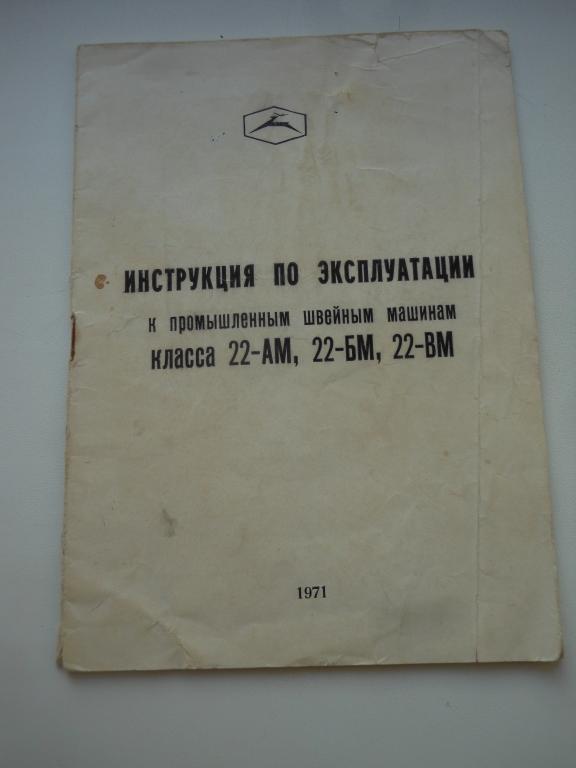 ИНСТРУКЦИЯ ПО ЭКСПЛУАТАЦИИ
к промышленным швейным машинам
класса 22-АМ, 22-БМ, 22-ВМ
1971